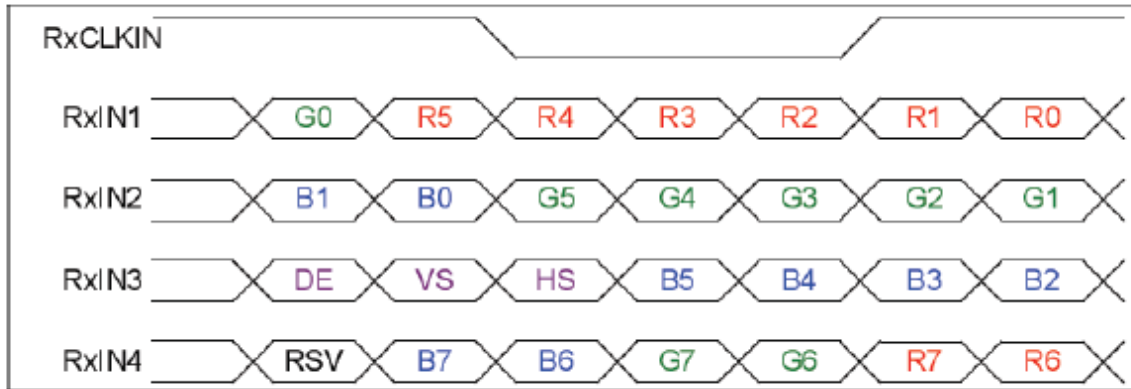 RxCLKIN
RxIN1 G0 R5 R4 R3 R2 R1 R0
RxIN2 B1 B0 G5 G4 G3 G2 G1
RxIN3 DE VS HS B5 B4 B3 B2
RxIN4 RSV B7 B6 G7 G6 R7 R6